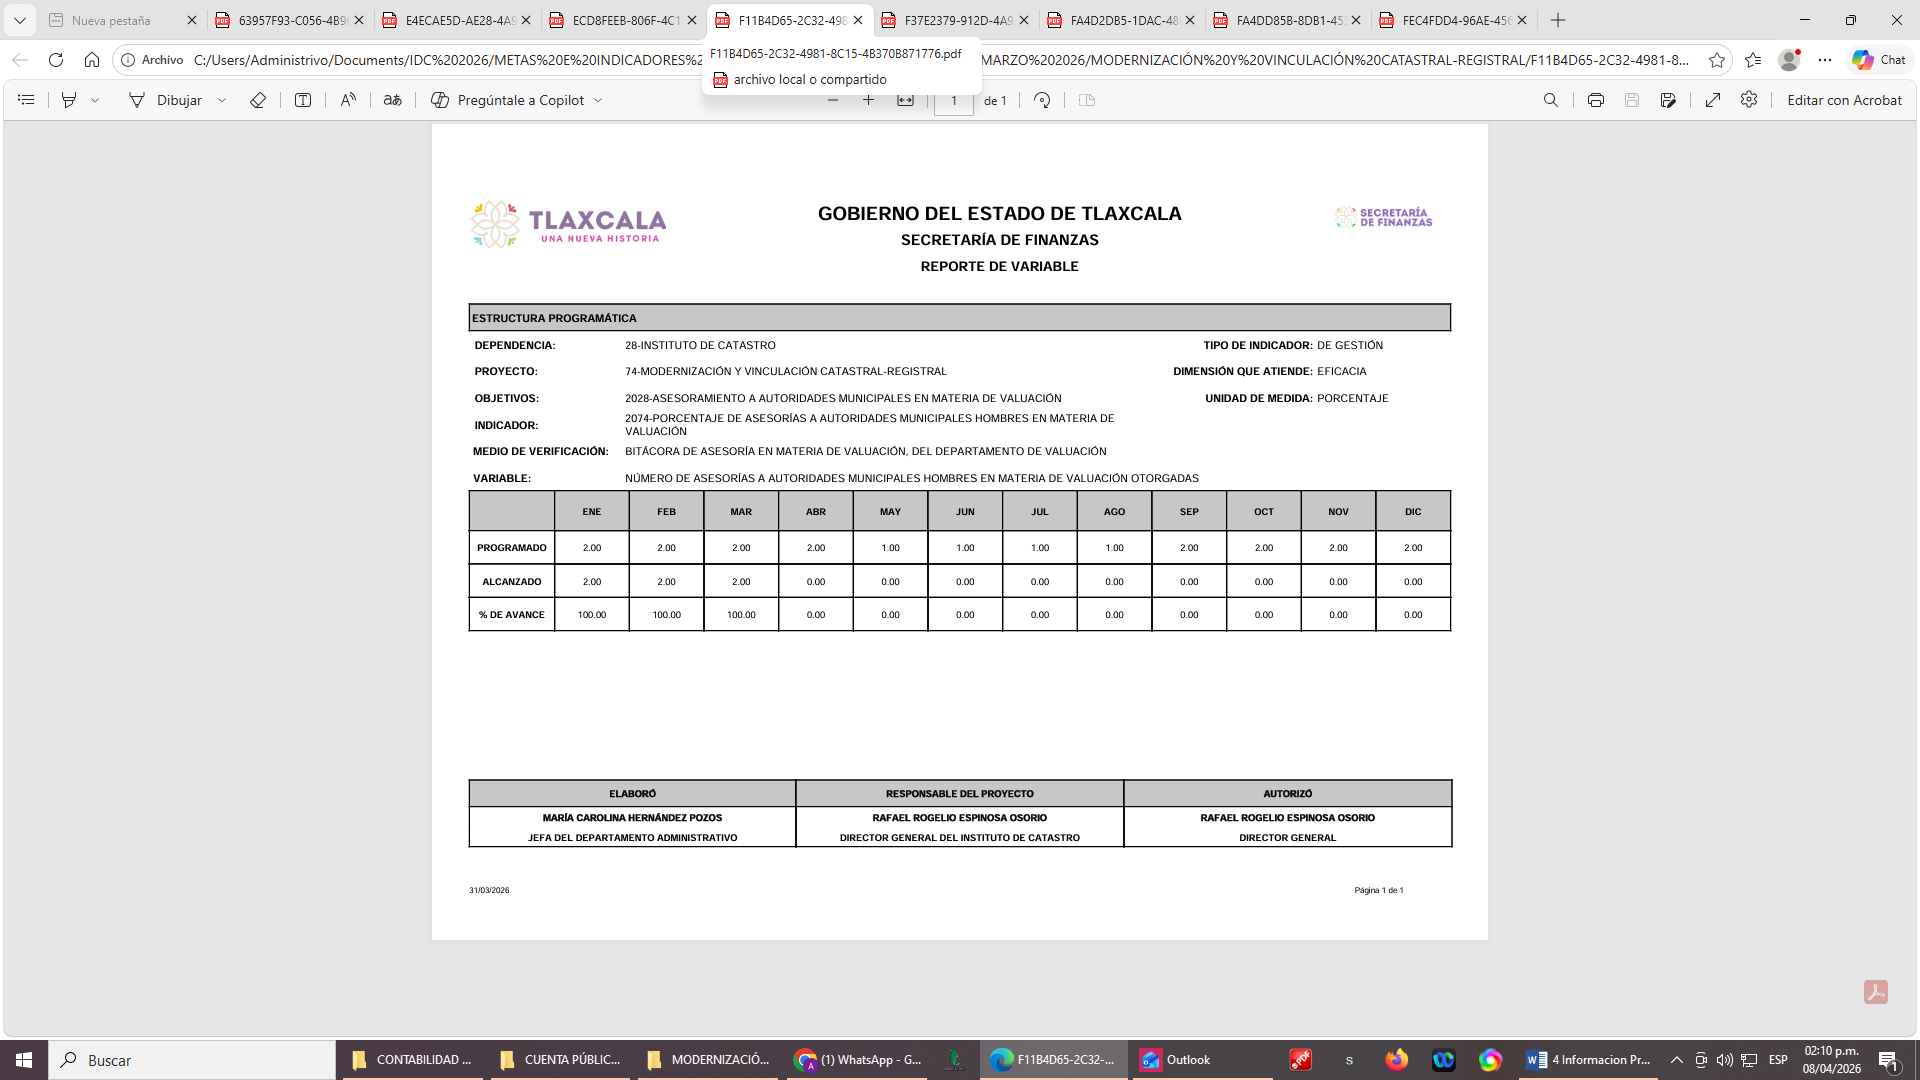 Nueva pestaña
63957F93-C056-4B9
E4ECAE5D-AE28-4A9
ECD8FEEB-806F-4C1
F11B4D65-2C32-498
F37E2379-912D-4A9
FA4D2DB5-1DAC-48
FA4DD85B-8DB1-45
FEC4FDD4-96AE-456
Archivo
C:/Users/Administrivo/Documents/IDC%202026/METAS%20E%20INDICADORES%
MARZO%202026/MODERNIZACIÓN%20Y%20VINCULACIÓN%20CATASTRAL-REGISTRAL/F11B4D65-2C32-4981-8...
Chat
F11B4D65-2C32-4981-8C15-4B370B871776.pdf
archivo local o compartido
Dibujar
Pregúntale a Copilot
1
de 1
Editar con Acrobat
TLAXCALA
UNA NUEVA HISTORIA
GOBIERNO DEL ESTADO DE TLAXCALA
SECRETARÍA DE FINANZAS
REPORTE DE VARIABLE
SECRETARÍA
DE FINANZAS
ESTRUCTURA PROGRAMÁTICA
DEPENDENCIA: 28-INSTITUTO DE CATASTRO TIPO DE INDICADOR: DE GESTIÓN
PROYECTO: 74-MODERNIZACIÓN Y VINCULACIÓN CATASTRAL-REGISTRAL DIMENSIÓN QUE ATIENDE: EFICACIA
OBJETIVOS: 2028-ASESORAMIENTO A AUTORIDADES MUNICIPALES EN MATERIA DE VALUACIÓN UNIDAD DE MEDIDA: PORCENTAJE
INDICADOR: 2074-PORCENTAJE DE ASESORÍAS A AUTORIDADES MUNICIPALES HOMBRES EN MATERIA DE
VALUACIÓN
MEDIO DE VERIFICACIÓN: BITÁCORA DE ASESORÍA EN MATERIA DE VALUACIÓN, DEL DEPARTAMENTO DE VALUACIÓN
VARIABLE: NÚMERO DE ASESORÍAS A AUTORIDADES MUNICIPALES HOMBRES EN MATERIA DE VALUACIÓN OTORGADAS
ENE FEB MAR ABR MAY JUN JUL AGO SEP OCT NOV DIC
PROGRAMADO 2.00 2.00 2.00 2.00 1.00 1.00 1.00 1.00 2.00 2.00 2.00 2.00
ALCANZADO 2.00 2.00 2.00 0.00 0.00 0.00 0.00 0.00 0.00 0.00 0.00 0.00
% DE AVANCE 100.00 100.00 100.00 0.00 0.00 0.00 0.00 0.00 0.00 0.00 0.00 0.00
ELABORÓ RESPONSABLE DEL PROYECTO AUTORIZÓ
MARÍA CAROLINA HERNÁNDEZ POZOS RAFAEL ROGELIO ESPINOSA OSORIO RAFAEL ROGELIO ESPINOSA OSORIO
JEFA DEL DEPARTAMENTO ADMINISTRATIVO DIRECTOR GENERAL DEL INSTITUTO DE CATASTRO DIRECTOR GENERAL
31/03/2026 Página 1 de 1
Buscar
CONTABILIDAD ...
CUENTA PÚBLIC...
MODERNIZACIÓ...
(1) WhatsApp - G...
F11B4D65-2C32-...
Outlook
4 Informacion Pr...
ESP
02:10 p.m.
08/04/2026
1